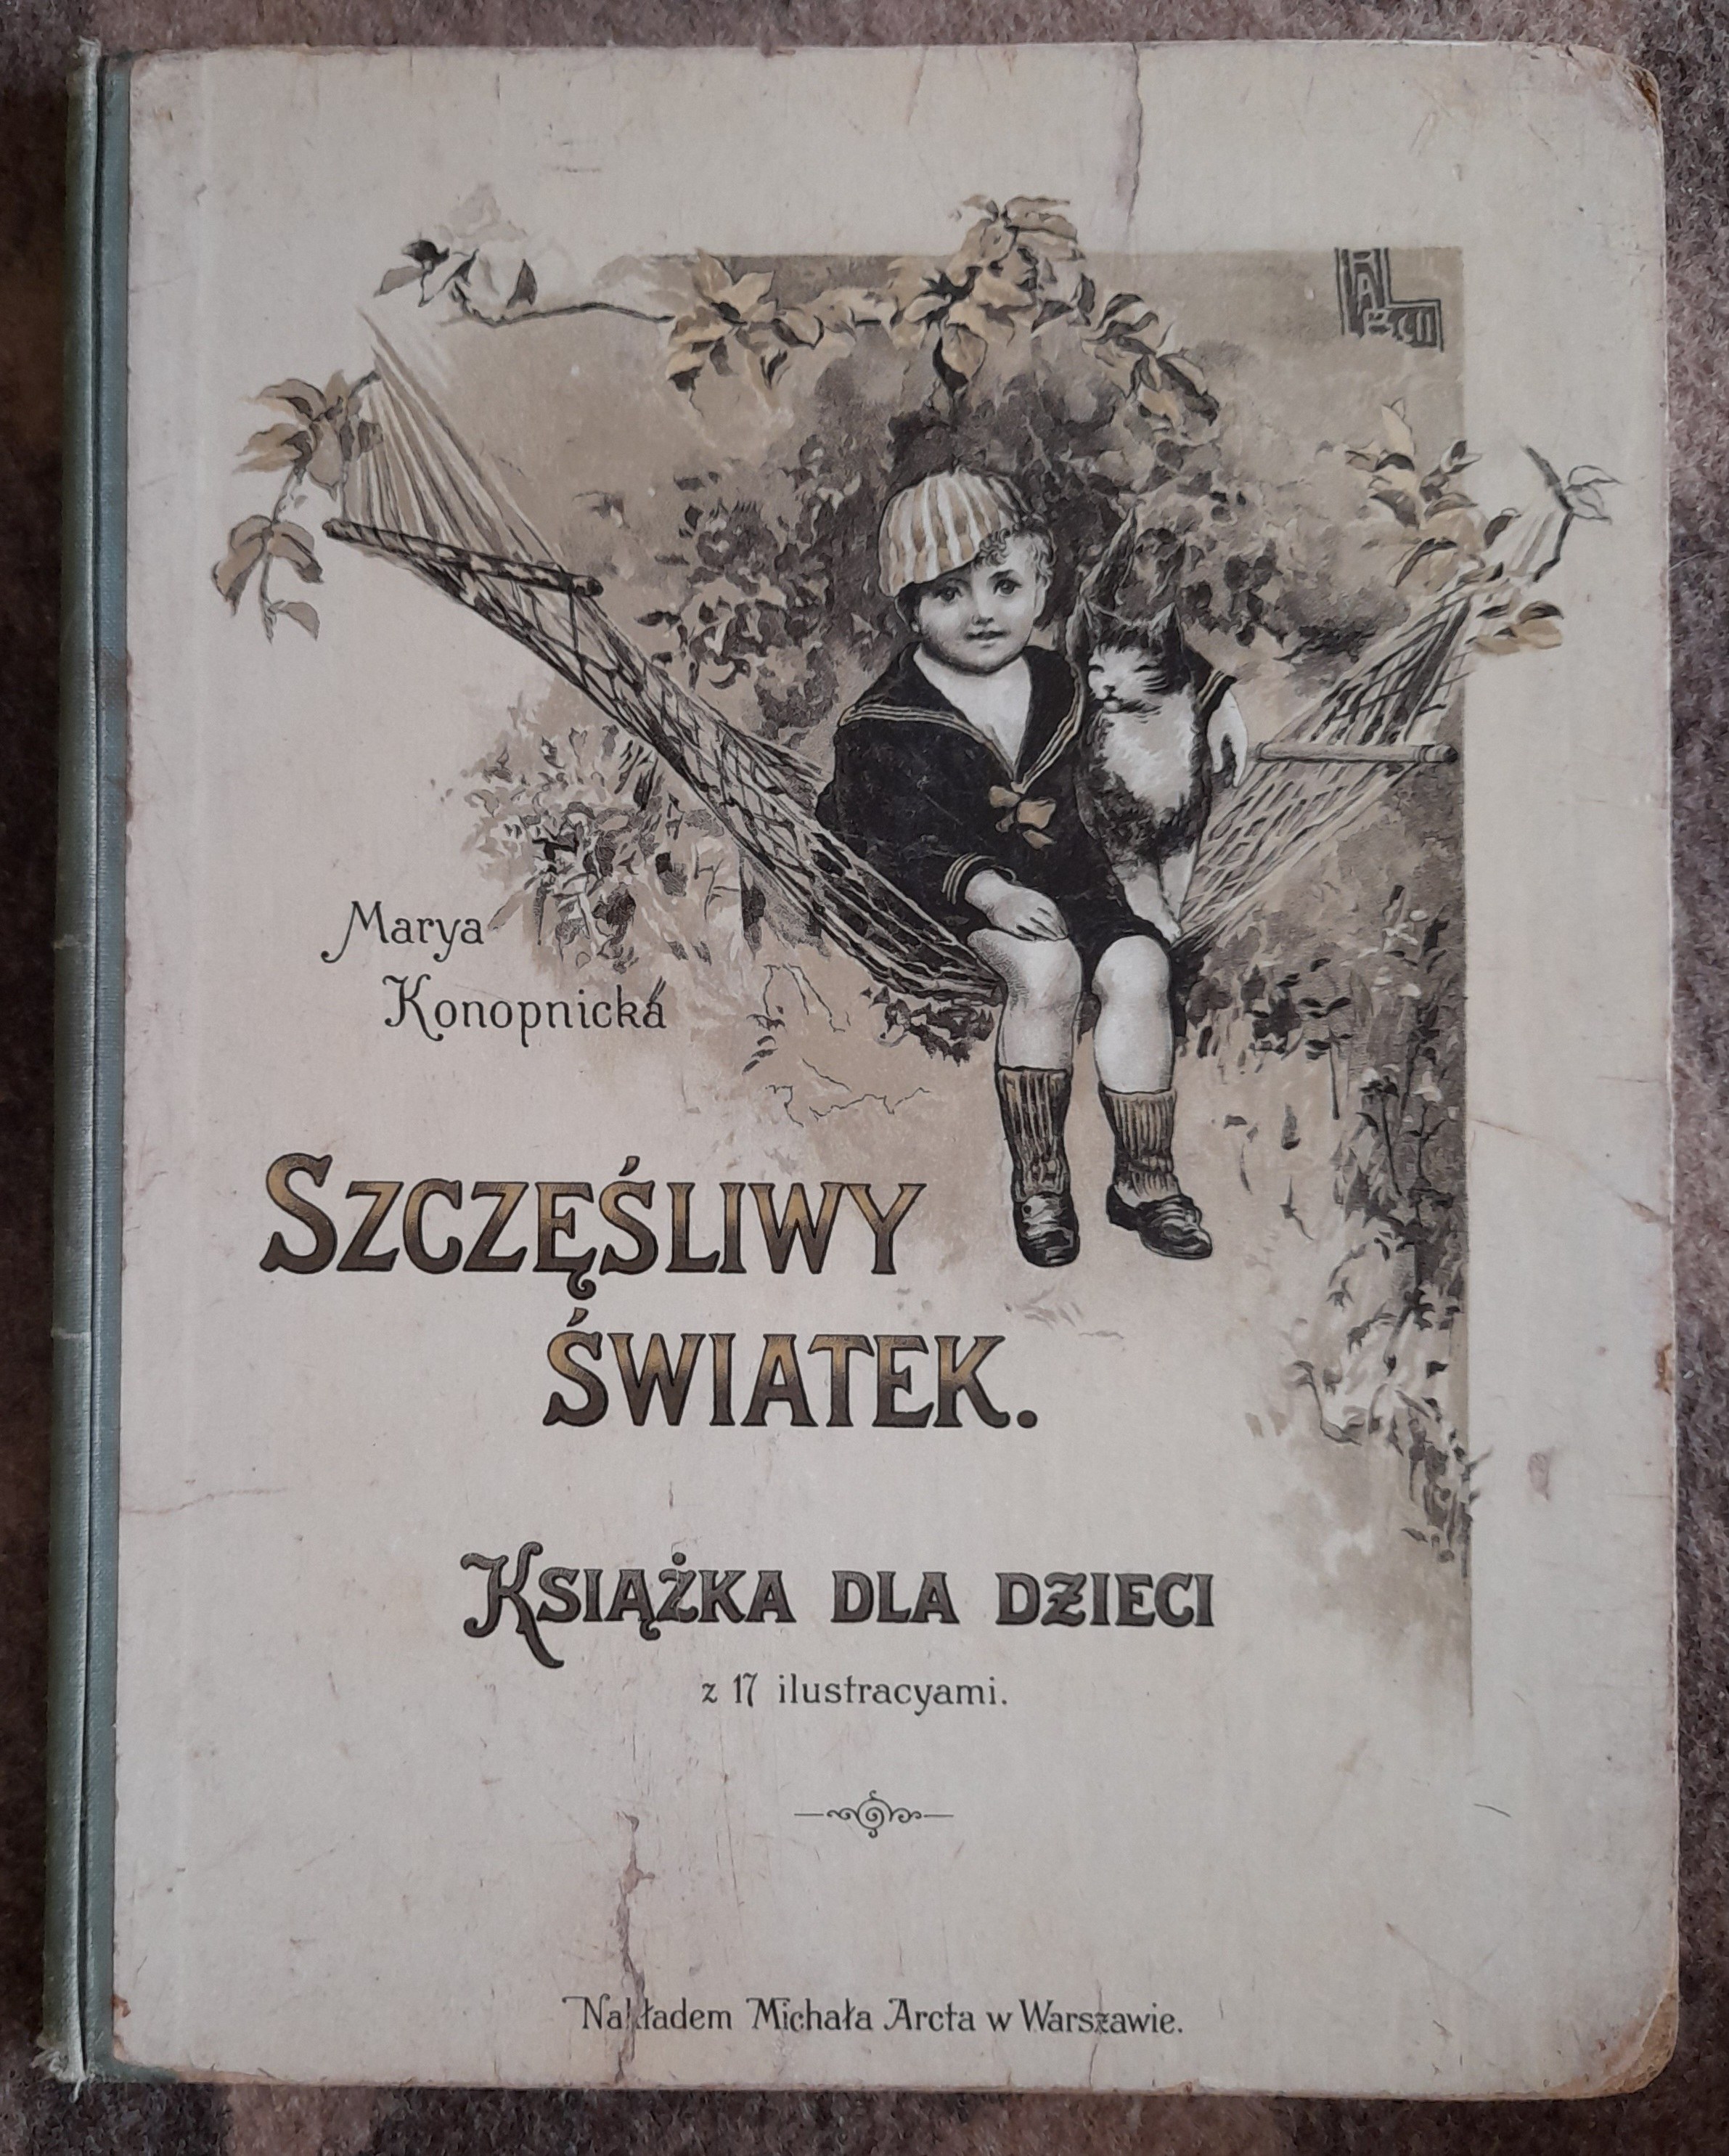 Marya
Konopnicka
SZCZĘŚLIWY
ŚWIATEK.
KSIĄŻKA DLA DZIECI
z 17 ilustracyami.
Nakładem Michała Arcta w Warszawie.